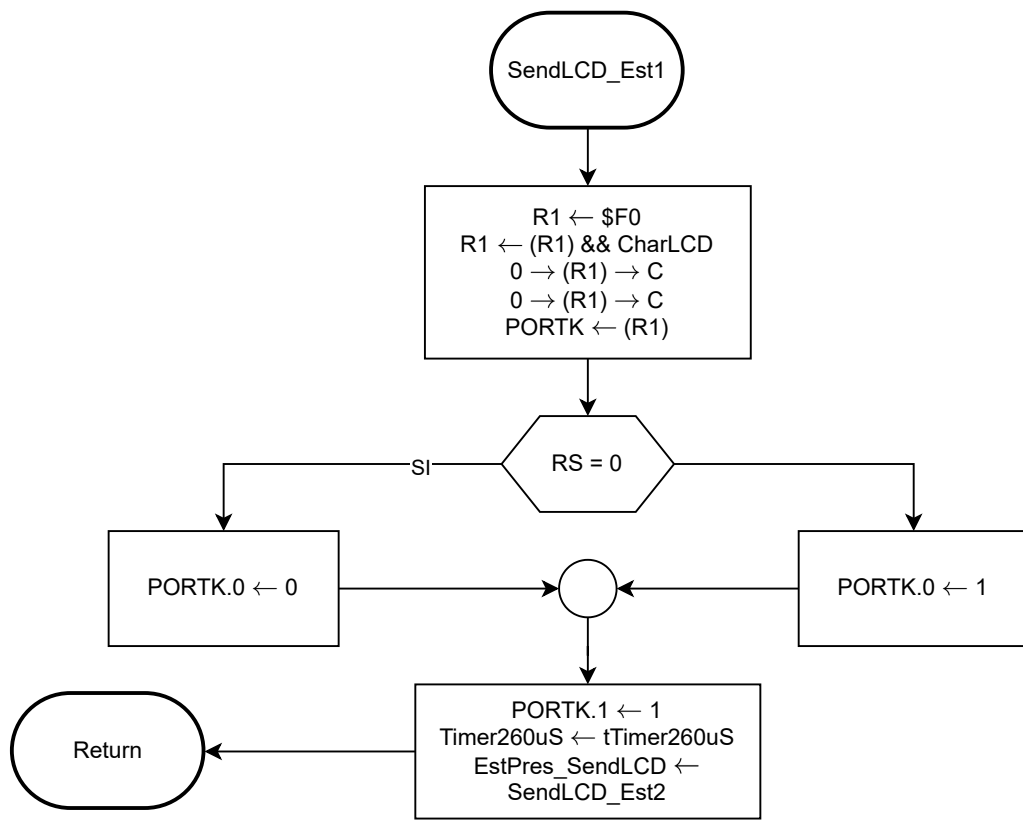 SendLCD_Est1
R1 ← $F0
R1 ← (R1) && CharLCD
0 → (R1) → C
0 → (R1) → C
PORTK ← (R1)
SI
RS = 0
PORTK.0 ← 0
PORTK.0 ← 1
PORTK.1 ← 1
Timer260uS ← tTimer260uS
EstPres_SendLCD ←
SendLCD_Est2
Return